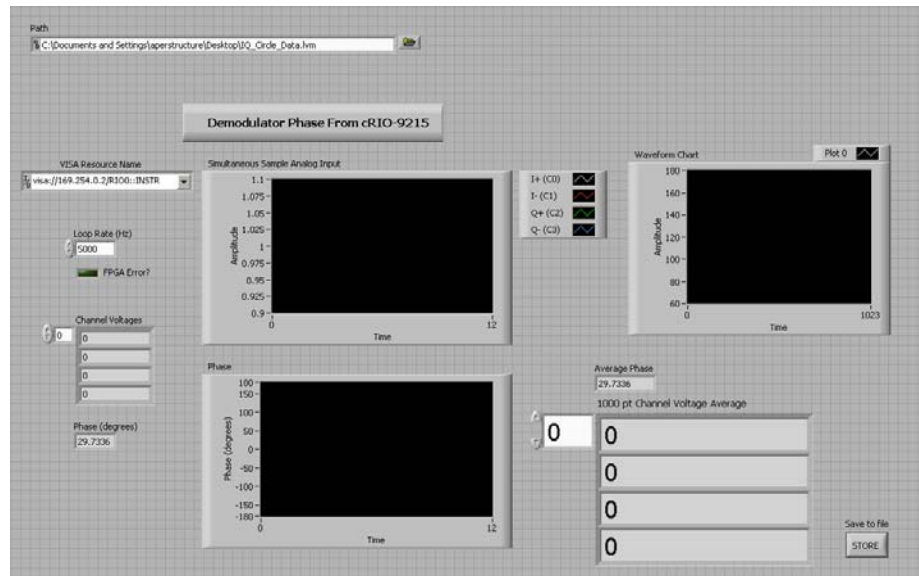 Path
C:\Documents and Settings\aperstructure\Desktop\IQ_Circle_Data.lvm
Demodulator Phase From cRIO-9215
VISA Resource Name
visa://169.254.0.2/RIO0::INSTR
Loop Rate (Hz)
5000
FPGA Error?
Channel Voltages
0
0
0
0
0
Phase (degrees)
29.7336
Simultaneous Sample Analog Input
Amplitude
1.1
1.075
1.05
1.025
1
0.975
0.95
0.925
0.9
0
12
Time
I+ (C0)
I- (C1)
Q+ (C2)
Q- (C3)
Waveform Chart
Plot 0
Amplitude
180
160
140
120
100
80
60
0
1023
Time
Phase
Phase (degrees)
180
150
100
50
0
-50
-100
-150
-180
0
12
Time
Average Phase
29.7336
1000 pt Channel Voltage Average
0
0
0
0
0
Save to file
STORE